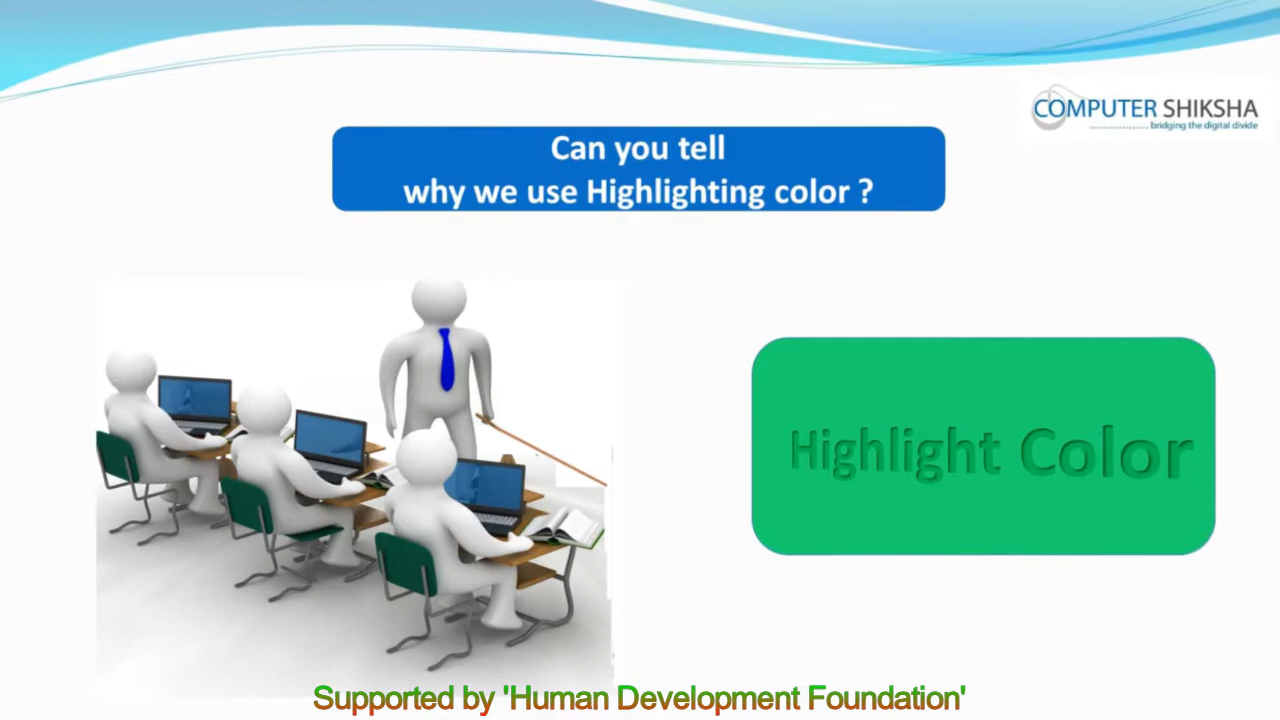 COMPUTER SHIKSHA
bridging the digital divide
Can you tell
why we use Highlighting color ?
Highlight Color
Supported by 'Human Development Foundation'